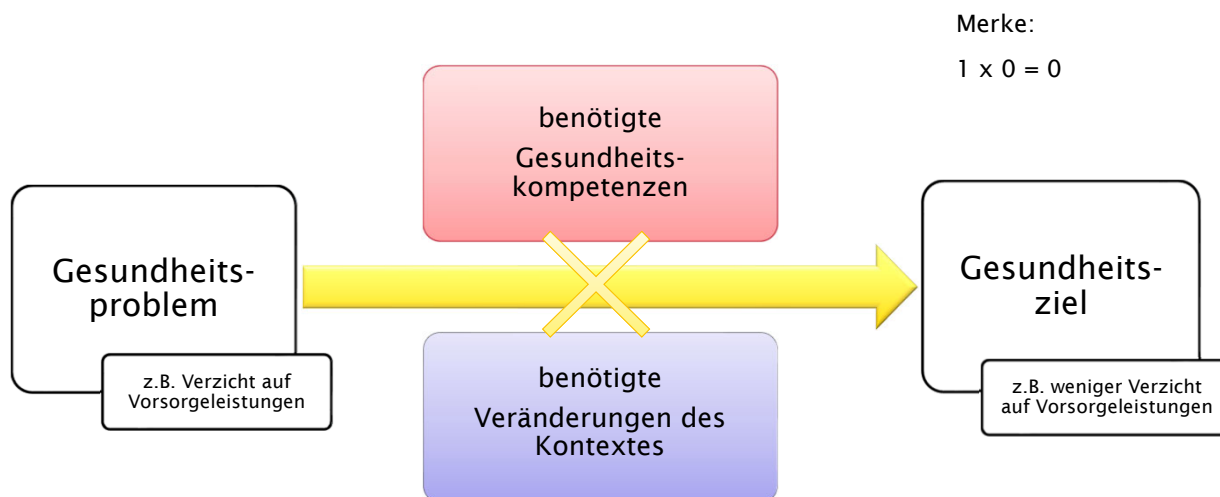 Merke:
1 x 0 = 0
benötigte
Gesundheits-
kompetenzen
Gesundheits-
problem
z.B. Verzicht auf
Vorsorgeleistungen
Gesundheits-
ziel
z.B. weniger Verzicht
auf Vorsorgeleistungen
benötigte
Veränderungen des
Kontextes